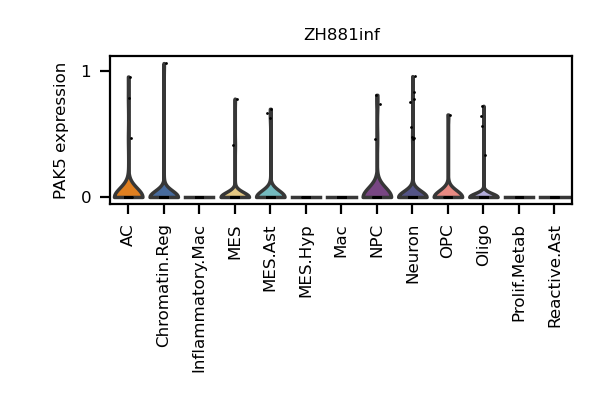 ZH881inf
PAK5 expression
1
0
AC
Chromatin.Reg
Inflammatory.Mac
MES
MES.Ast
MES.Hyp
Mac
NPC
Neuron
OPC
Oligo
Prolif.Metab
Reactive.Ast